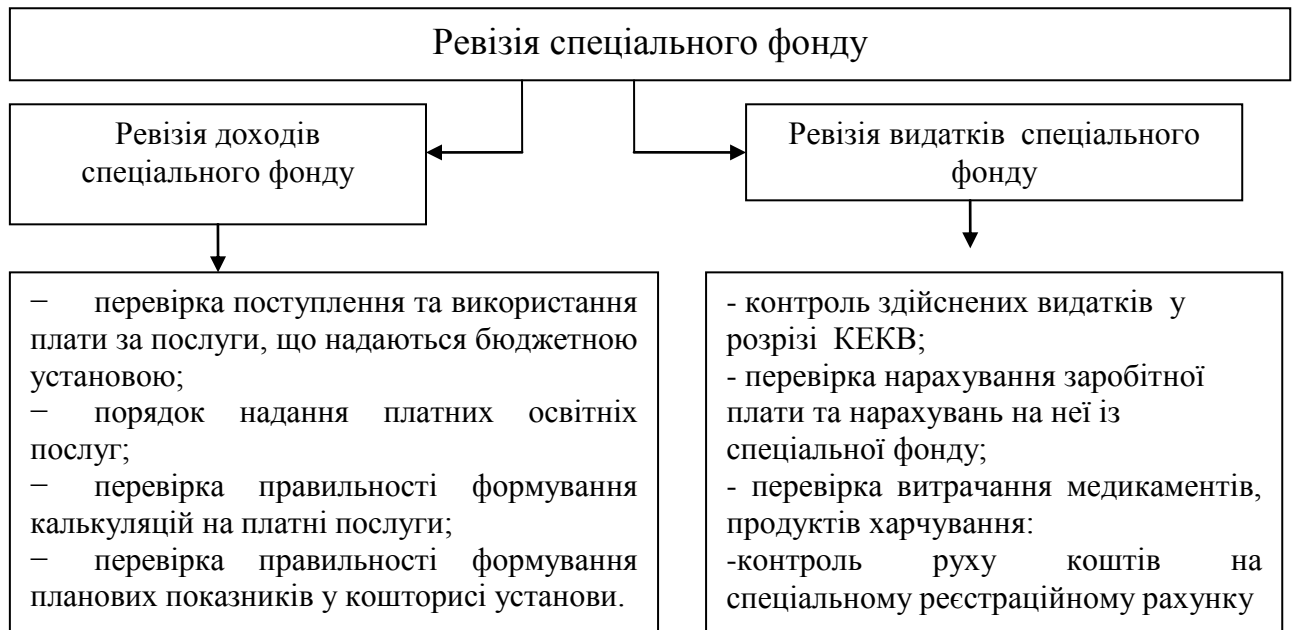 Ревізія спеціального фонду
Ревізія доходів
спеціального фонду
Ревізія видатків спеціального
фонду
− перевірка поступлення та використання
плати за послуги, що надаються бюджетною
установою;
− порядок надання платних освітніх
послуг;
− перевірка правильності формування
калькуляцій на платні послуги;
− перевірка правильності формування
планових показників у кошторисі установи.
- контроль здійснених видатків у
розрізі КЕКВ;
- перевірка нарахування заробітної
плати та нарахувань на неї із
спеціальної фонду;
- перевірка витрачання медикаментів,
продуктів харчування:
-контроль руху коштів на
спеціальному реєстраційному рахунку